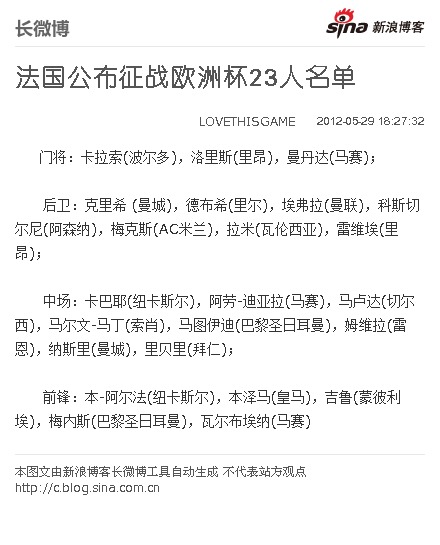 长微博
sina 新浪博客
法国公布征战欧洲杯23人名单
LOVETHISGAME 2012-05-29 18:27:32
门将：卡拉索(波尔多)，洛里斯(里昂)，曼丹达(马赛)；
后卫：克里希 (曼城)，德布希(里尔)，埃弗拉(曼联)，科斯切
尔尼(阿森纳)，梅克斯(AC米兰)，拉米(瓦伦西亚)，雷维埃(里
昂)；
中场：卡巴耶(纽卡斯尔)，阿劳-迪亚拉(马赛)，马卢达(切尔
西)，马尔文-马丁(索肖)，马图伊迪(巴黎圣日耳曼)，姆维拉(雷
恩)，纳斯里(曼城)，里贝里(拜仁)；
前锋：本-阿尔法(纽卡斯尔)，本泽马(皇马)，吉鲁(蒙彼利
埃)，梅内斯(巴黎圣日耳曼)，瓦尔布埃纳(马赛)
本图文由新浪博客长微博工具自动生成 不代表站方观点
http://c.blog.sina.com.cn